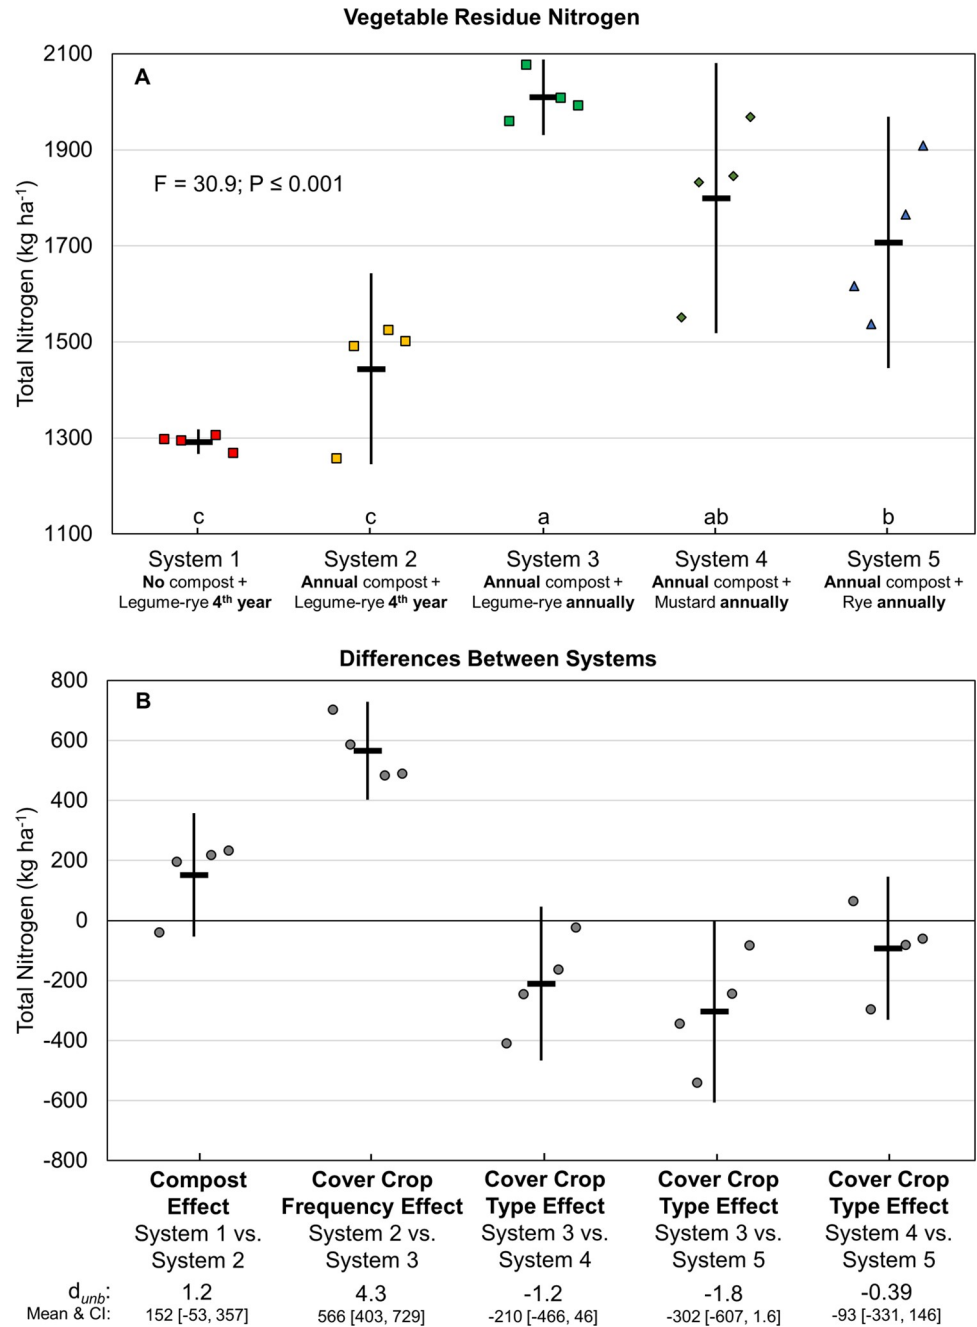 Vegetable Residue Nitrogen
2100
A
1900
F = 30.9; P ≤ 0.001
1700
Total Nitrogen (kg ha⁻¹)
1500
1300
c c a ab b
1100
System 1 System 2 System 3 System 4 System 5
No compost + Annual compost + Annual compost + Annual compost + Annual compost +
Legume-rye 4th year Legume-rye 4th year Legume-rye annually Mustard annually Rye annually
Differences Between Systems
800
B
600
400
200
Total Nitrogen (kg ha⁻¹)
0
-200
-400
-600
-800
Compost Cover Crop Cover Crop Cover Crop Cover Crop
Effect Frequency Effect Type Effect Type Effect Type Effect
System 1 vs. System 2 vs. System 3 vs. System 3 vs. System 4 vs.
System 2 System 3 System 4 System 5 System 5
dunb: 1.2 4.3 -1.2 -1.8 -0.39
Mean & CI: 152 [-53, 357] 566 [403, 729] -210 [-466, 46] -302 [-607, 1.6] -93 [-331, 146]